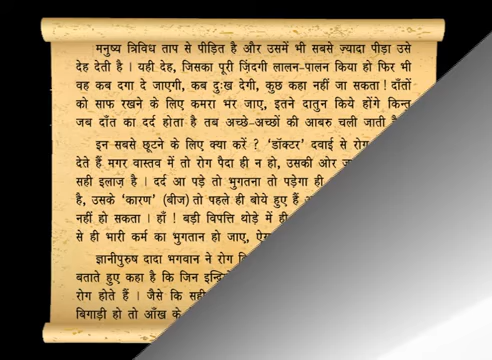 मनुष्य त्रिविध ताप से पीड़ित है और उसमें भी सबसे ज़्यादा पीड़ा उसे
देह देती है । यही देह, जिसका पूरी ज़िंदगी लालन-पालन किया हो फिर भी
वह कब दगा दे जाएगी, कब दुःख देगी, कुछ कहा नहीं जा सकता ! दाँतों
को साफ रखने के लिए कमरा भर जाए, इतने दातुन किये होंगे किन्तु
जब दाँत का दर्द होता है तब अच्छे-अच्छों की आबरु चली जाती
इन सबसे छूटने के लिए क्या करें ? 'डॉक्टर' दवाई से रोग
देते हैं मगर वास्तव में तो रोग पैदा ही न हो, उसकी ओर
सही इलाज़ है । दर्द आ पड़े तो भुगतना तो पड़ेगा ही
है, उसके 'कारण' (बीज) तो पहले ही बोये हुए हैं
नहीं हो सकता । हाँ ! बड़ी विपत्ति थोड़े में ही
से ही भारी कर्म का भुगतान हो जाए,
ज्ञानीपुरुष दादा भगवान ने रोग
बताते हुए कहा है कि जिन
रोग होते हैं । जैसे कि सही
बिगाड़ी हो तो आँख के